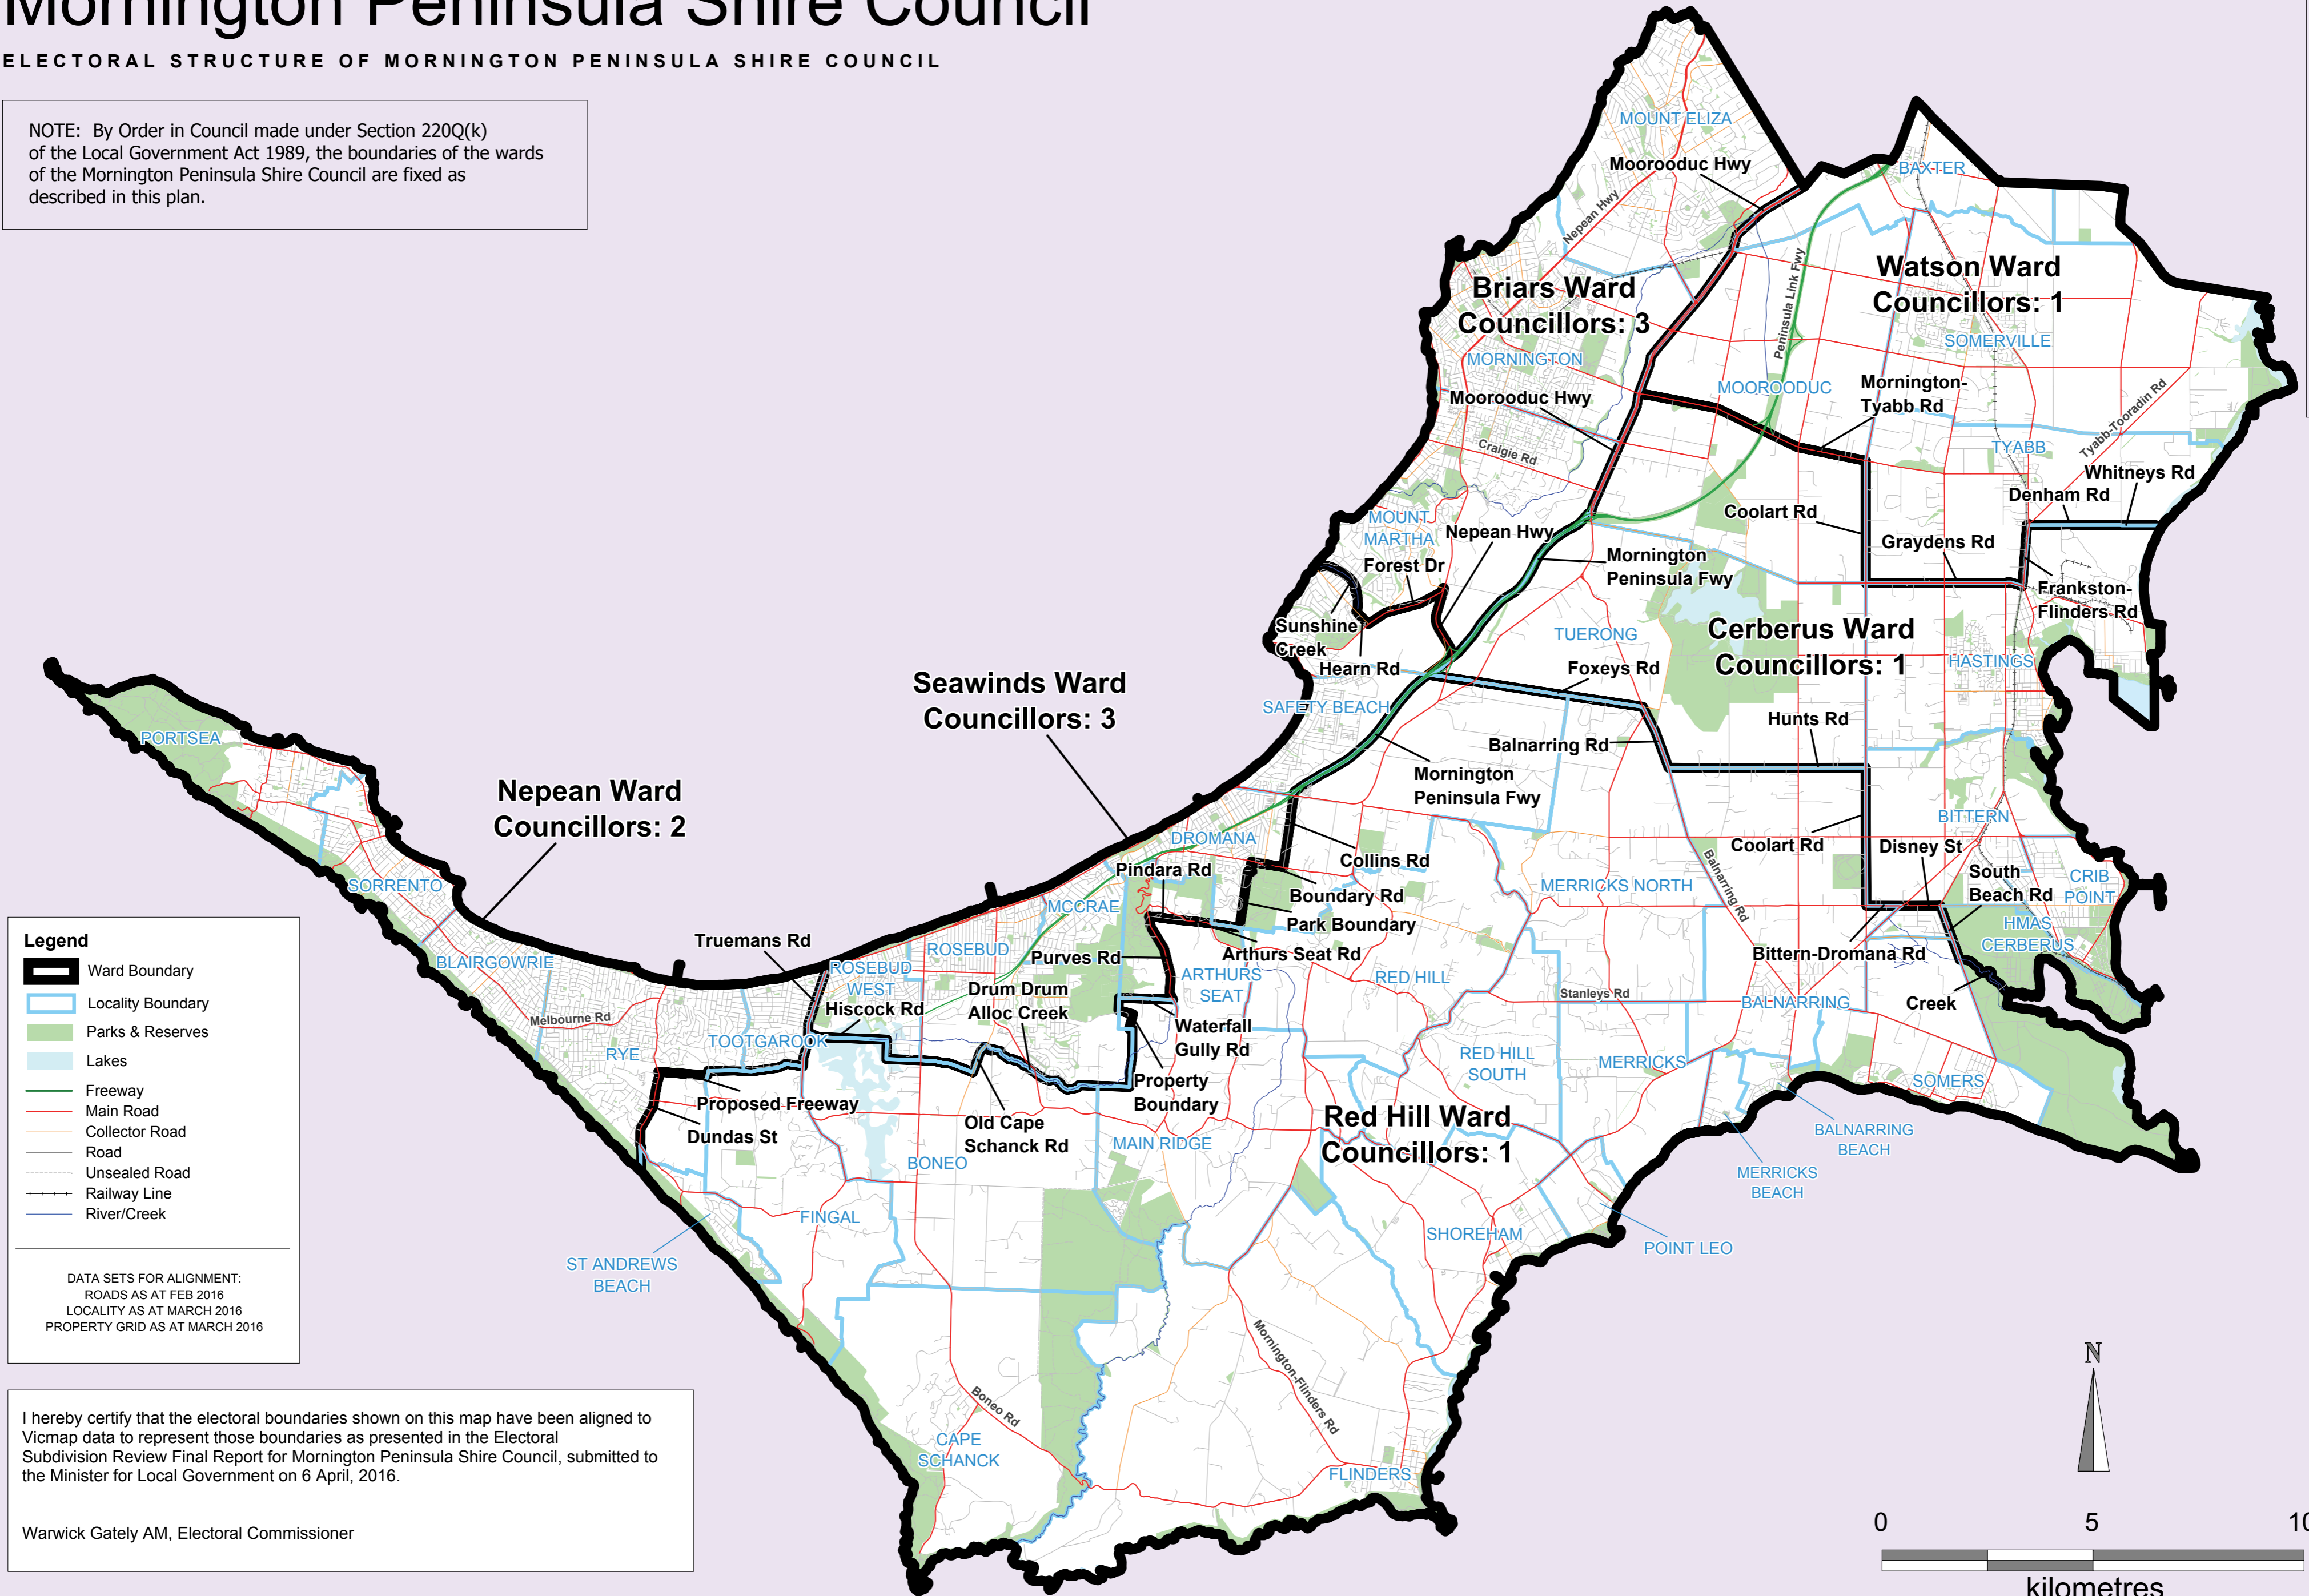 Mornington Peninsula Shire Council
ELECTORAL STRUCTURE OF MORNINGTON PENINSULA SHIRE COUNCIL
NOTE: By Order in Council made under Section 220Q(k)
of the Local Government Act 1989, the boundaries of the wards
of the Mornington Peninsula Shire Council are fixed as
described in this plan.
MOUNT ELIZA
Moorooduc Hwy
BAXTER
Nepean Hwy
Briars Ward
Councillors: 3
Watson Ward
Councillors: 1
Peninsula Link Fwy
SOMERVILLE
MORNINGTON
MOOROODUC
Mornington-
Tyabb Rd
Moorooduc Hwy
Tyabb-Tooradin Rd
Craigie Rd
TYABB
Whitneys Rd
Denham Rd
MOUNT
MARTHA
Coolart Rd
Nepean Hwy
Graydens Rd
Forest Dr
Mornington
Peninsula Fwy
Frankston-
Flinders Rd
Sunshine
Creek
Hearn Rd
TUERONG
Cerberus Ward
Councillors: 1
HASTINGS
Foxeys Rd
Seawinds Ward
Councillors: 3
SAFETY BEACH
Hunts Rd
Balnarring Rd
PORTSEA
Mornington
Peninsula Fwy
Nepean Ward
Councillors: 2
BITTERN
DROMANA
Coolart Rd
Disney St
Collins Rd
Pindara Rd
Balnarring Rd
South
Beach Rd
CRIB
POINT
SORRENTO
MERRICKS NORTH
Boundary Rd
MCCRAE
Park Boundary
HMAS
CERBERUS
Truemans Rd
ROSEBUD
Purves Rd
Arthurs Seat Rd
Bittern-Dromana Rd
BLAIRGOWRIE
ROSEBUD
WEST
ARTHURS
SEAT
RED HILL
Drum Drum
Alloc Creek
Stanleys Rd
BALNARRING
Creek
Hiscock Rd
Melbourne Rd
Waterfall
Gully Rd
TOOTGAROOK
RYE
RED HILL
SOUTH
MERRICKS
SOMERS
Property
Boundary
Proposed Freeway
Dundas St
Old Cape
Schanck Rd
Red Hill Ward
Councillors: 1
MAIN RIDGE
BALNARRING
BEACH
BONEO
MERRICKS
BEACH
FINGAL
SHOREHAM
POINT LEO
ST ANDREWS
BEACH
Mornington-Flinders Rd
Boneo Rd
CAPE
SCHANCK
FLINDERS
Legend
Ward Boundary
Locality Boundary
Parks & Reserves
Lakes
Freeway
Main Road
Collector Road
Road
Unsealed Road
Railway Line
River/Creek
DATA SETS FOR ALIGNMENT:
ROADS AS AT FEB 2016
LOCALITY AS AT MARCH 2016
PROPERTY GRID AS AT MARCH 2016
I hereby certify that the electoral boundaries shown on this map have been aligned to
Vicmap data to represent those boundaries as presented in the Electoral
Subdivision Review Final Report for Mornington Peninsula Shire Council, submitted to
the Minister for Local Government on 6 April, 2016.
Warwick Gately AM, Electoral Commissioner
N
0 5 10
kilometres